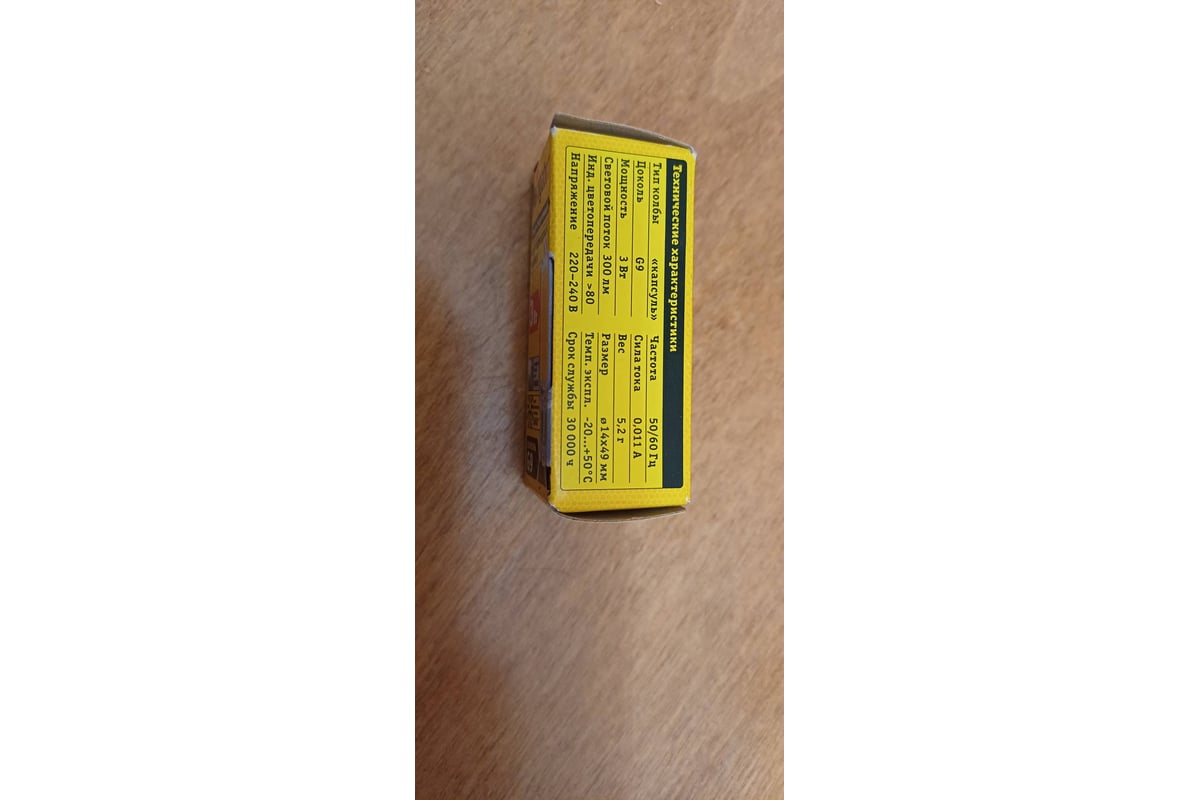 Технические характеристики
Тип колбы «капсуль»
Цоколь G9
Мощность 3 Вт
Световой поток 300 лм
Инд. цветопередачи >80
Напряжение 220–240 В
Частота 50/60 Гц
Сила тока 0,011 А
Вес 5,2 г
Размер ø14х49 мм
Темп. экспл. -20...+50°С
Срок службы 30 000 ч
G9